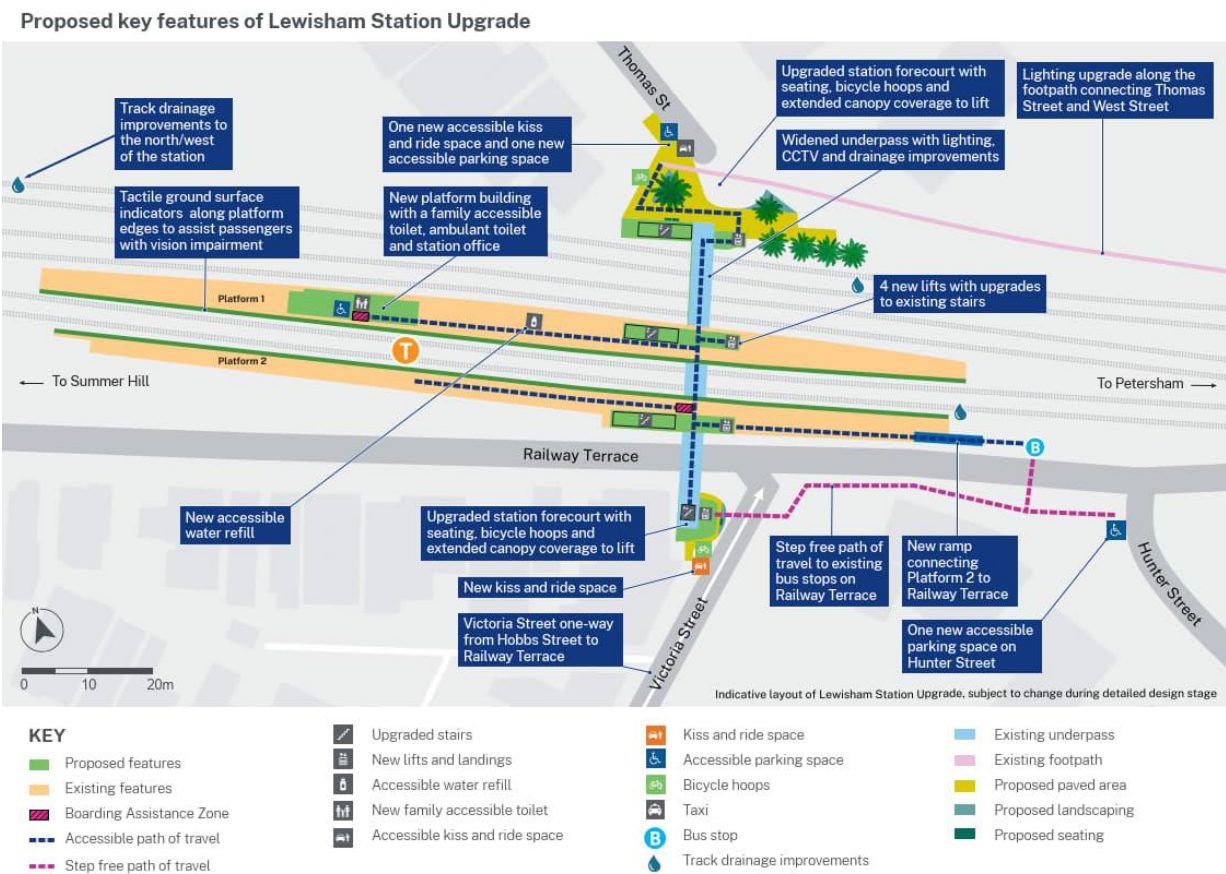 Proposed key features of Lewisham Station Upgrade
Thomas St
Track drainage
improvements to
the north/west
of the station
One new accessible kiss
and ride space and one new
accessible parking space
Upgraded station forecourt with
seating, bicycle hoops and
extended canopy coverage to lift
Lighting upgrade along the
footpath connecting Thomas
Street and West Street
Widened underpass with lighting,
CCTV and drainage improvements
Tactile ground surface
indicators along platform
edges to assist passengers
with vision impairment
New platform building
with a family accessible
toilet, ambulant toilet
and station office
4 new lifts with upgrades
to existing stairs
Platform 1
T
Platform 2
To Summer Hill
To Petersham
B
Railway Terrace
New accessible
water refill
Upgraded station forecourt with
seating, bicycle hoops and
extended canopy coverage to lift
New kiss and ride space
Victoria Street one-way
from Hobbs Street to
Railway Terrace
Victoria Street
Step free path of
travel to existing
bus stops on
Railway Terrace
New ramp
connecting
Platform 2 to
Railway Terrace
One new accessible
parking space on
Hunter Street
Hunter Street
N
0 10 20m
Indicative layout of Lewisham Station Upgrade, subject to change during detailed design stage
KEY
Proposed features
Existing features
Boarding Assistance Zone
Accessible path of travel
Step free path of travel
Upgraded stairs
New lifts and landings
Accessible water refill
New family accessible toilet
Accessible kiss and ride space
Kiss and ride space
Accessible parking space
Bicycle hoops
Taxi
B Bus stop
Track drainage improvements
Existing underpass
Existing footpath
Proposed paved area
Proposed landscaping
Proposed seating